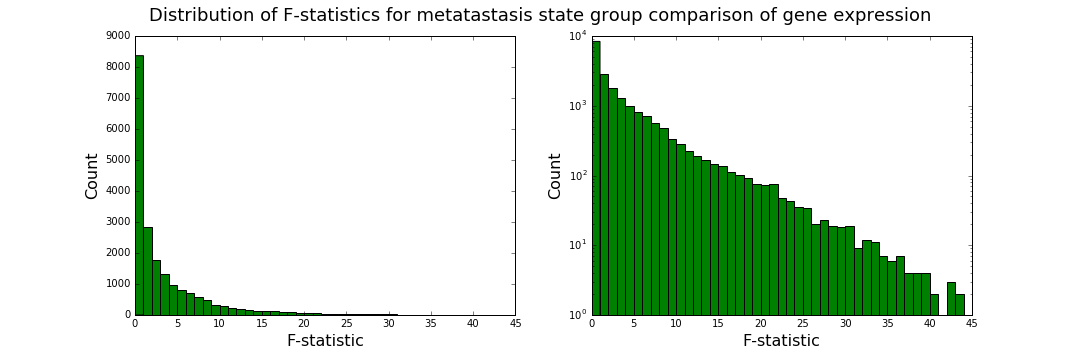 Distribution of F-statistics for metatastasis state group comparison of gene expression
9000
8000
7000
6000
5000
4000
3000
2000
1000
0
Count
0 5 10 15 20 25 30 35 40 45
F-statistic
10^4
10^3
10^2
10^1
10^0
Count
0 5 10 15 20 25 30 35 40 45
F-statistic